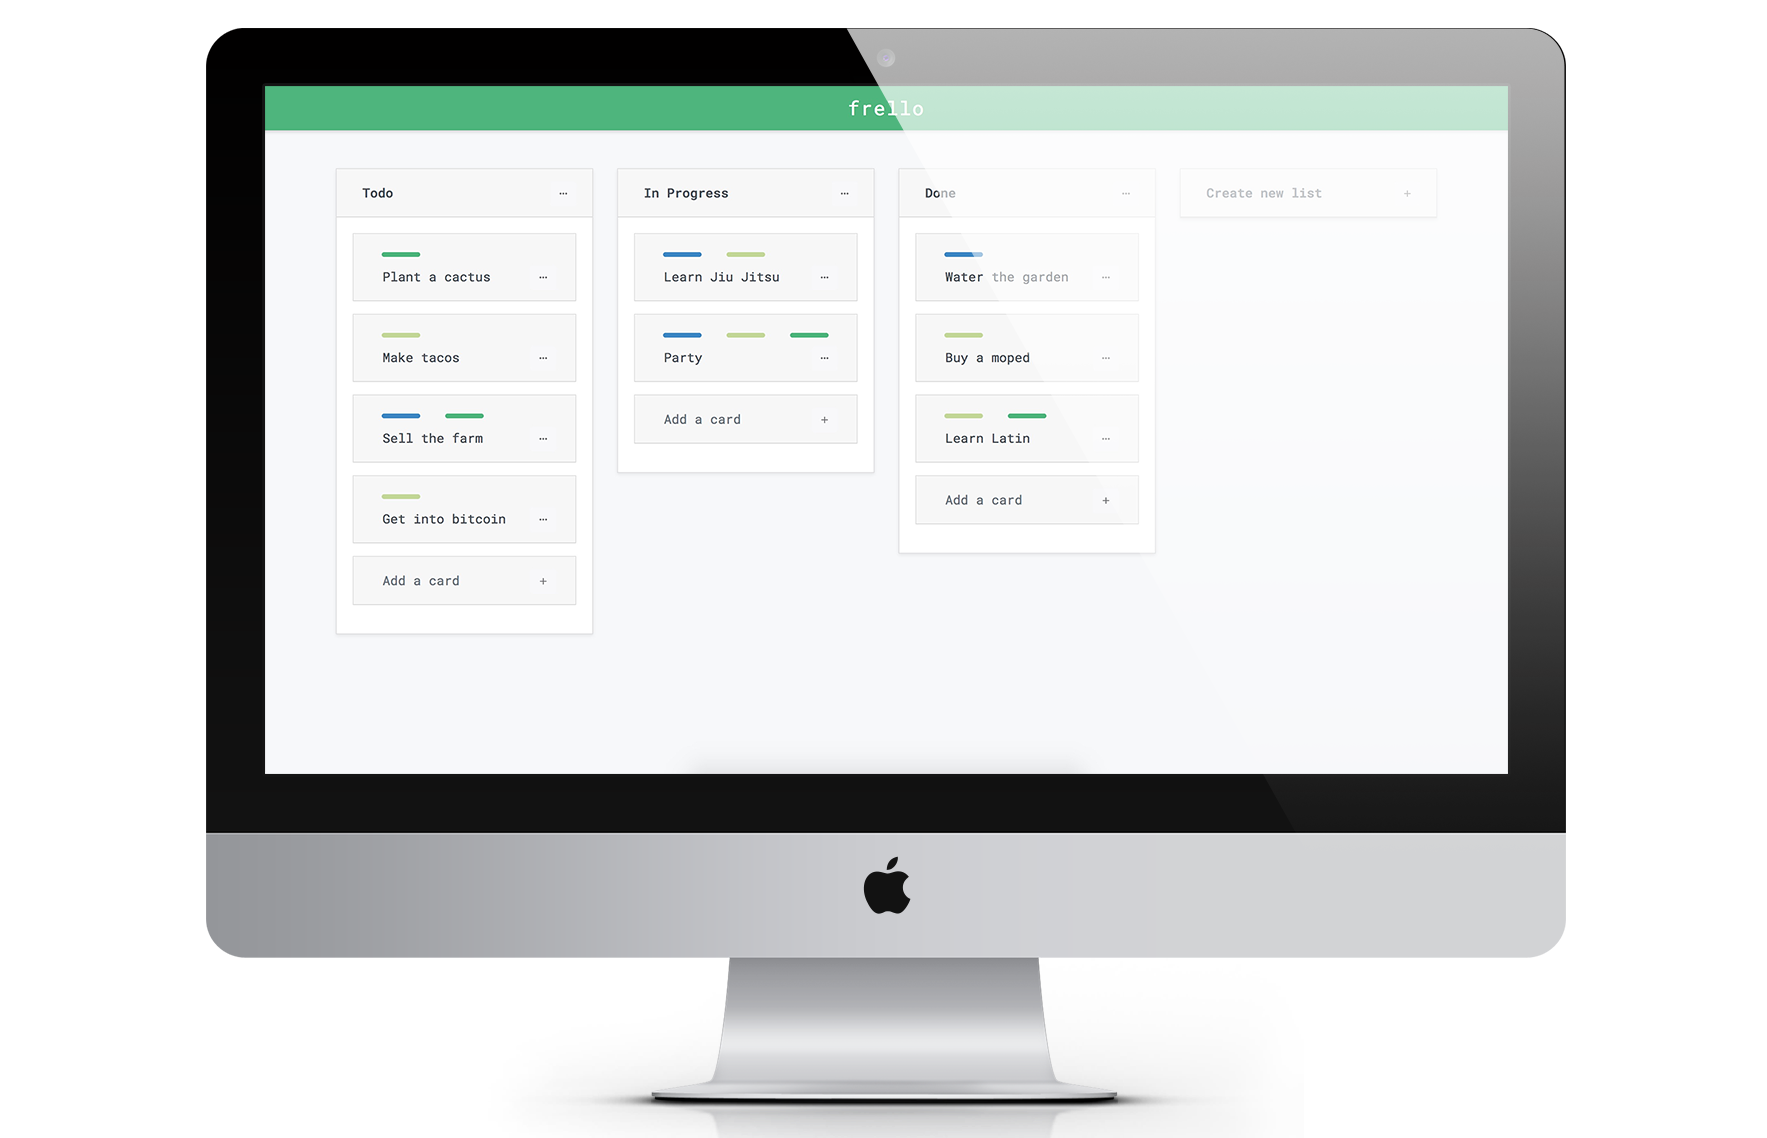 frello
Todo ...
Plant a cactus ...
Make tacos ...
Sell the farm ...
Get into bitcoin ...
Add a card +
In Progress ...
Learn Jiu Jitsu ...
Party ...
Add a card +
Done ...
Water the garden ...
Buy a moped ...
Learn Latin ...
Add a card +
Create new list +